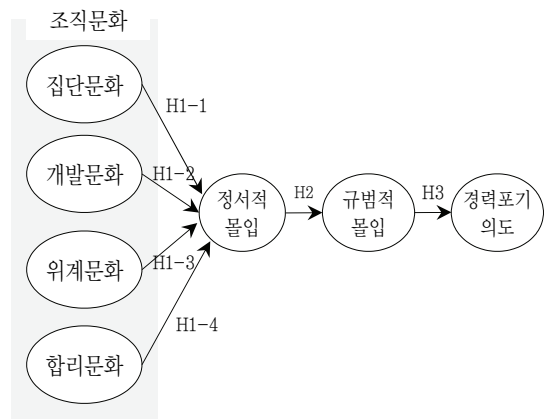 조직문화
집단문화
H1-1
개발문화
H1-2
정서적
몰입
H2
규범적
몰입
H3
경력포기
의도
위계문화
H1-3
H1-4
합리문화